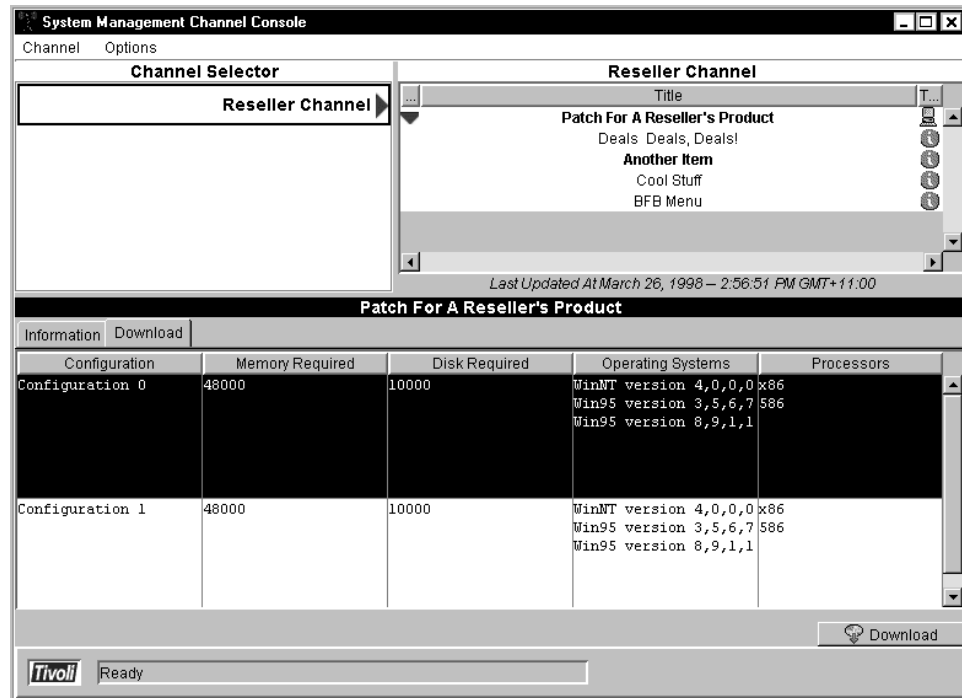 System Management Channel Console
Channel Options
Channel Selector
Reseller Channel
Reseller Channel
... Title T...
Patch For A Reseller's Product
Deals Deals, Deals!
Another Item
Cool Stuff
BFB Menu
Last Updated At March 26, 1998 – 2:56:51 PM GMT+11:00
Patch For A Reseller's Product
Information Download
Configuration Memory Required Disk Required Operating Systems Processors
Configuration 0 48000 10000 WinNT version 4,0,0,0 x86
Win95 version 3,5,6,7 586
Win95 version 8,9,1,1
Configuration 1 48000 10000 WinNT version 4,0,0,0 x86
Win95 version 3,5,6,7 586
Win95 version 8,9,1,1
Download
Tivoli Ready